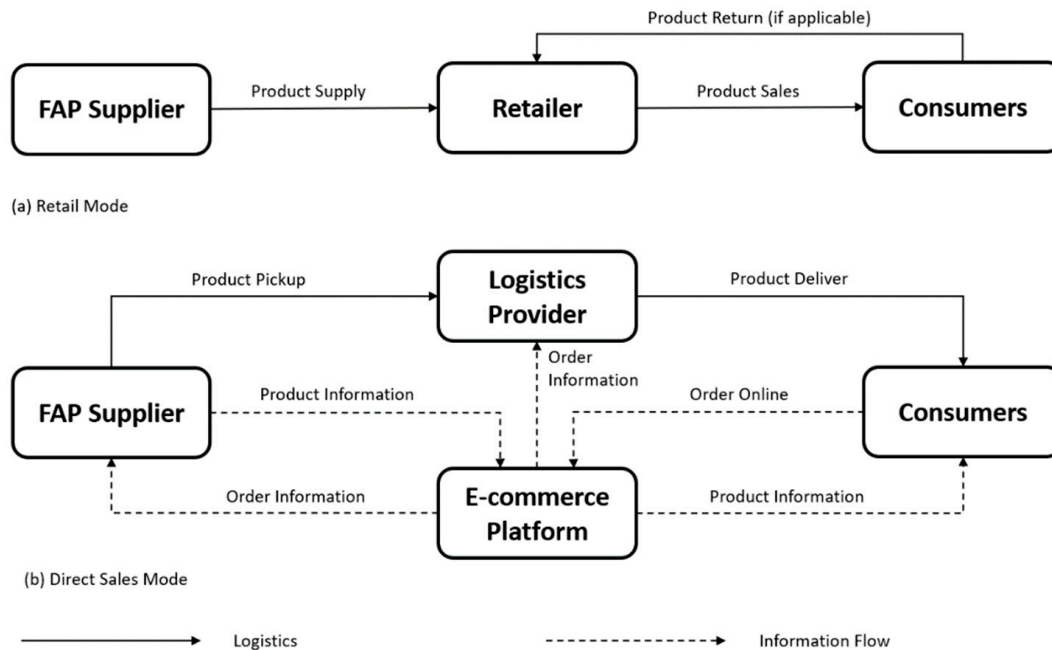 Product Return (if applicable)
FAP Supplier
Product Supply
Retailer
Product Sales
Consumers
(a) Retail Mode
Product Pickup
Logistics
Provider
Product Deliver
Order
Information
FAP Supplier
Product Information
Order Online
Consumers
Order Information
E-commerce
Platform
Product Information
(b) Direct Sales Mode
Logistics
Information Flow